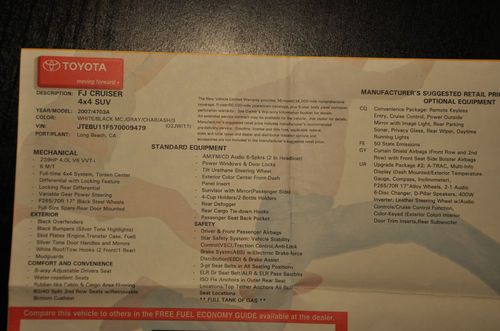 TOYOTA
moving forward
DESCRIPTION: FJ CRUISER
4x4 SUV
YEAR/MODEL: 2007/4703A
COLOR: WHITE/BLACK MC./GRAY/CHAR/ASH/3
VIN: JTEBU11F570009479 (02JW/11)
PORT/PLANT: Long Beach, CA
MECHANICAL
- 239HP 4.0L V6 VVT-i
- 6 M/T
- Full-time 4x4 System, Torsen Center
Differential with Locking Feature
- Locking Rear Differential
- Variable Gear Power Steering
- P265/70R 17" Black Steel Wheels
- Full Size Spare Rear Door Mounted
EXTERIOR
- Black Overfenders
- Black Bumpers (Silver Tone Highlights)
- Skid Plates (Engine, Transfer Case, Fuel)
- Silver Tone Door Handles and Mirrors
- White Roof/Tow Hooks (2 Front/1 Rear)
- Mudguards
COMFORT AND CONVENIENCE
- 8-way Adjustable Drivers Seat
- Water-repellent Seats
- Rubber-like Cabin & Cargo Area Flooring
- 60/40 Split 2nd Row Seats w/Removable
Bottom Cushion
STANDARD EQUIPMENT
- AM/FM/CD Audio 6-Spkrs (2 In Headliner)
- Power Windows & Door Locks
- Tilt Urethane Steering Wheel
- Exterior Color Center Front Dash
Panel Insert
- Sunvisor with Mirror/Passenger Side)
- 4-Cup Holders/2-Bottle Holders
- Rear Defogger
- Rear Cargo Tie-down Hooks
- Passenger Seat Back Pocket
SAFETY
- Driver & Front Passenger Airbags
- Star Safety System: Vehicle Stability
Control(VSC), Traction Control, Anti-Lock
Brake System(ABS) w/Electronic Brake-force
Distribution(EBD) & Brake Assist
- 3-pt Seat Belts in All Seating Positions
- ELR Dr Seat Belt/ALR & ELR Pass Seatblts
- ISO Fix Anchors in Outer Rear Seat
Locations/Top Tether Anchors All
Seat Locations
** FULL TANK OF GAS **
MANUFACTURER'S SUGGESTED RETAIL
OPTIONAL EQUIPMENT
CQ Convenience Package: Remote Keyless
Entry, Cruise Control, Power Outside
Mirror with Image Light, Rear Parking
Sonar, Privacy Glass, Rear Wiper, Daytime
Running Lights
FE 50 State Emissions
GY Curtain Shield Airbags (Front Row and 2nd
Row) with Front Seat Side Bolster Airbags
UR Upgrade Package #2: A-TRAC, Multi-Info
Display (Dash Mounted/Exterior Temperature
Gauge, Compass, Inclinometer),
P265/70R 17" Alloy Wheels, 2-1 Audio
6-Disc Changer, D-Pillar Speakers, 400W
Inverter, Leather Steering Wheel w/Audio
Controls/Cruise Control Function,
Color-Keyed (Exterior Color) Interior
Door Trim Inserts, Rear Subwoofer
Compare this vehicle to others in the FREE FUEL ECONOMY GUIDE available at the dealer.